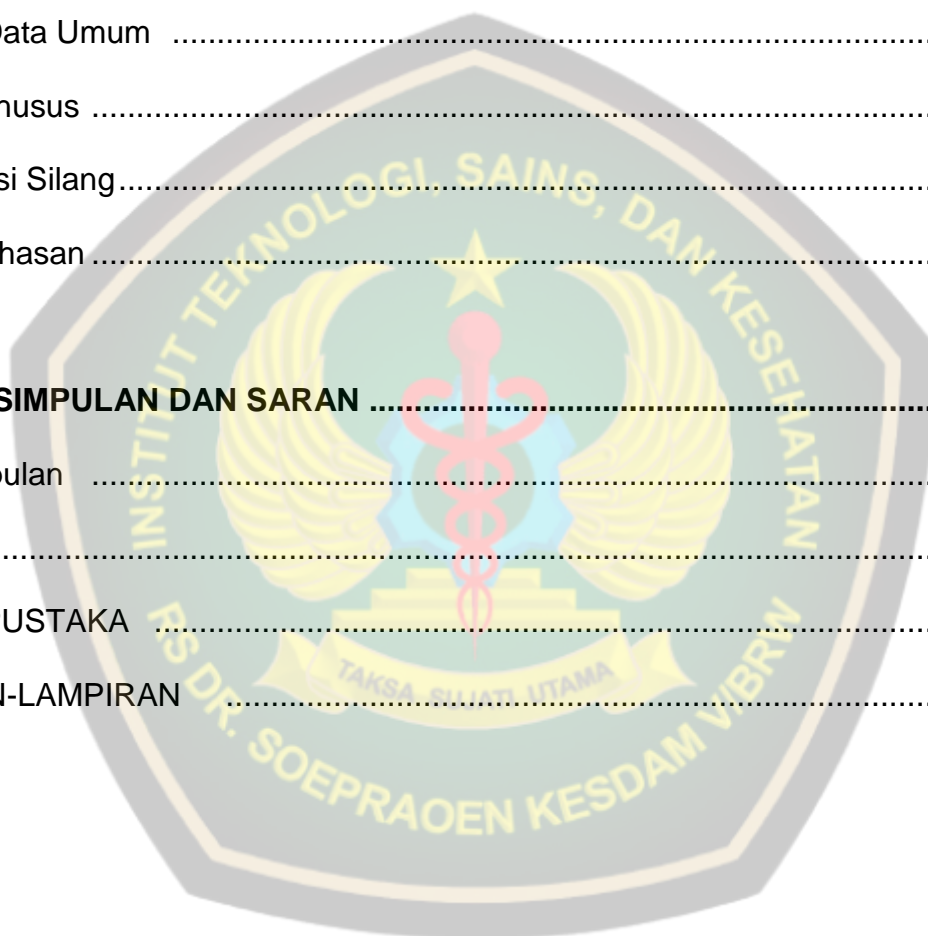 Data Umum ........................................................................................
husus ........................................................................................
si Silang........................................................................................
hasan ........................................................................................
SIMPULAN DAN SARAN ...............................................................
pulan ........................................................................................
........................................................................................
PUSTAKA ........................................................................................
N-LAMPIRAN ........................................................................................
INSTITUT TEKNOLOGI, SAINS, DAN KESEHATAN
TAKSA SUJATI UTAMA
RS DR. SOEPRAOEN KESDAM V/BRW